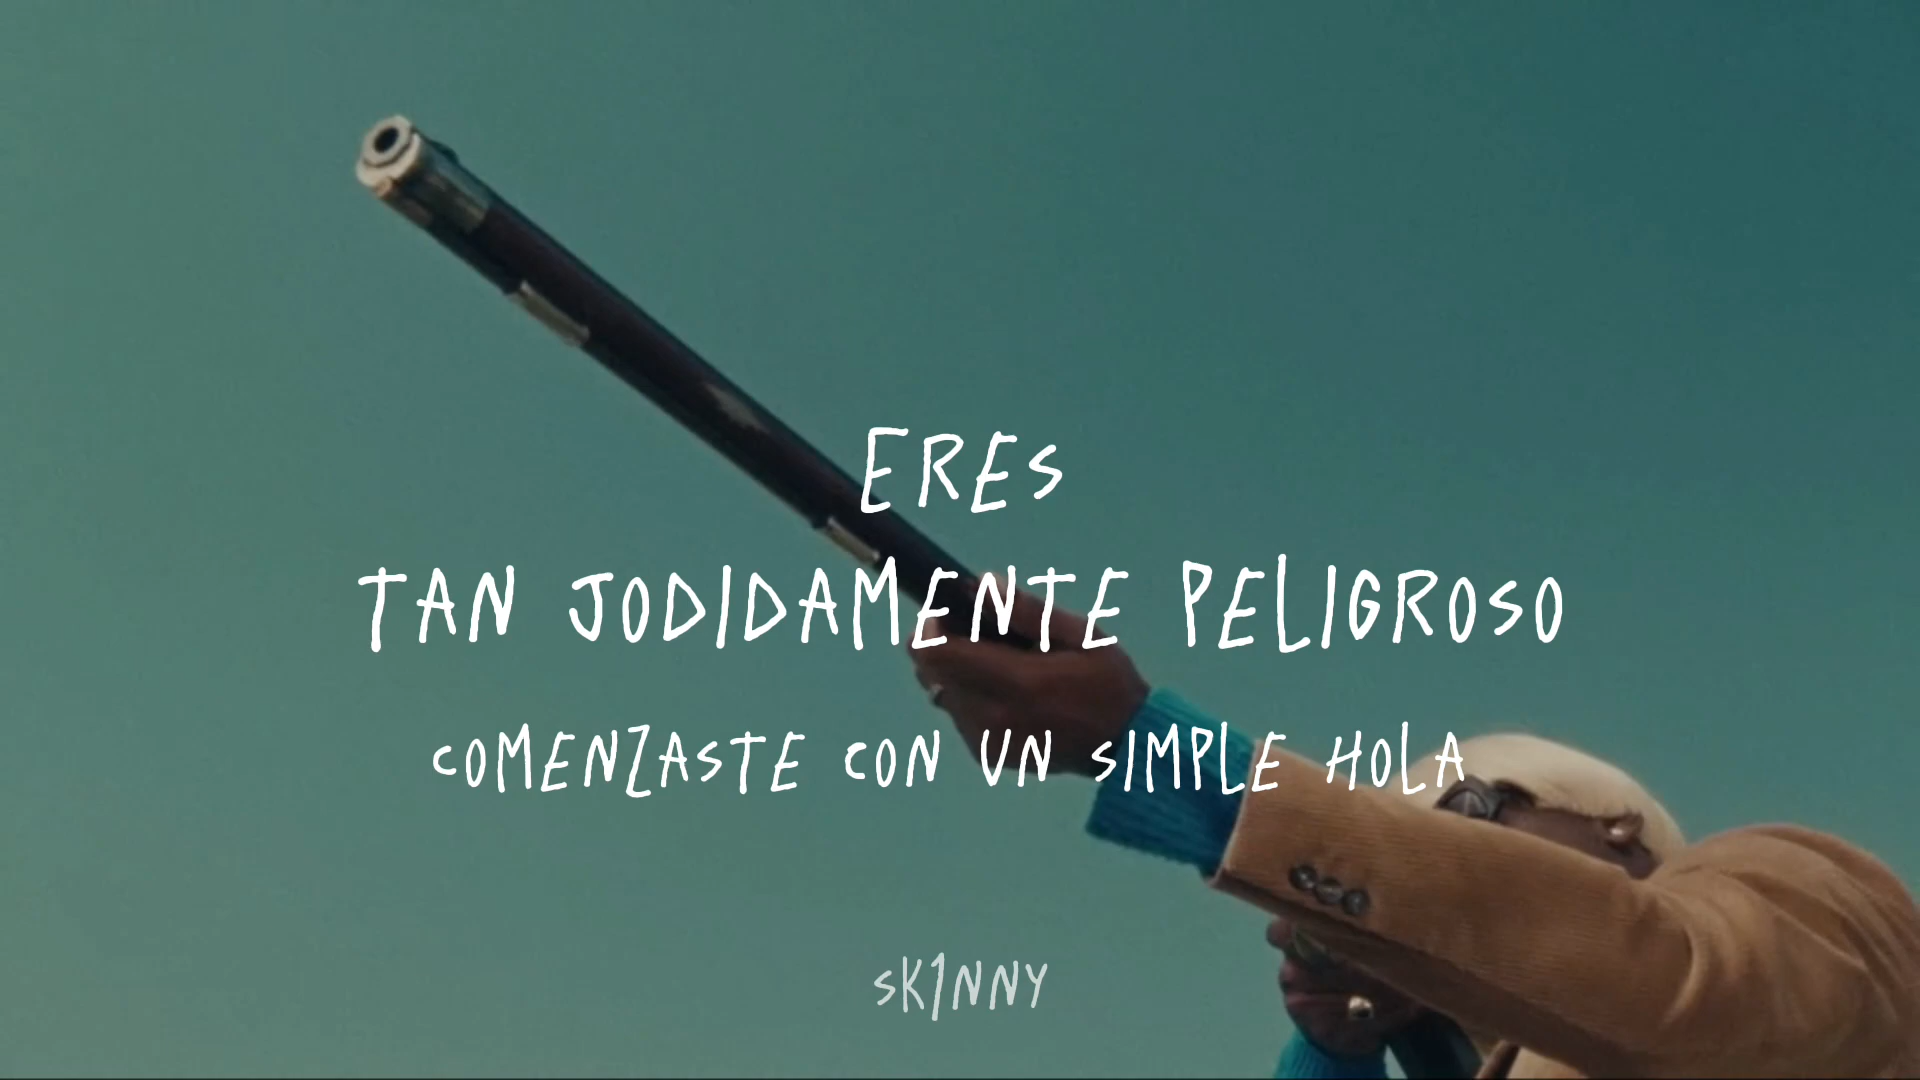 ERES
TAN JODIDAMENTE PELIGROSO
COMENZASTE CON UN SIMPLE HOLA
SK1NNY